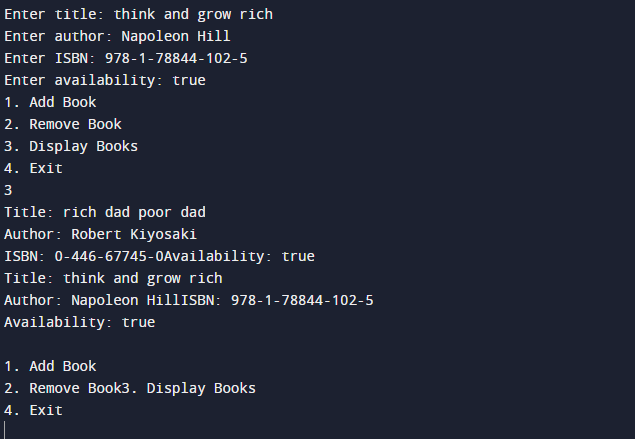 Enter title: think and grow rich
Enter author: Napoleon Hill
Enter ISBN: 978-1-78844-102-5
Enter availability: true
1. Add Book
2. Remove Book
3. Display Books
4. Exit
3
Title: rich dad poor dad
Author: Robert Kiyosaki
ISBN: 0-446-67745-0Availability: true
Title: think and grow rich
Author: Napoleon HillISBN: 978-1-78844-102-5
Availability: true
1. Add Book
2. Remove Book3. Display Books
4. Exit